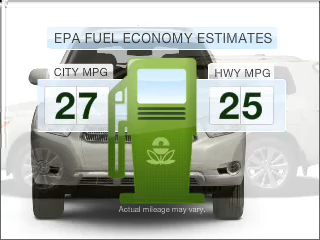 EPA FUEL ECONOMY ESTIMATES
CITY MPG
HWY MPG
27
25
Actual mileage may vary.